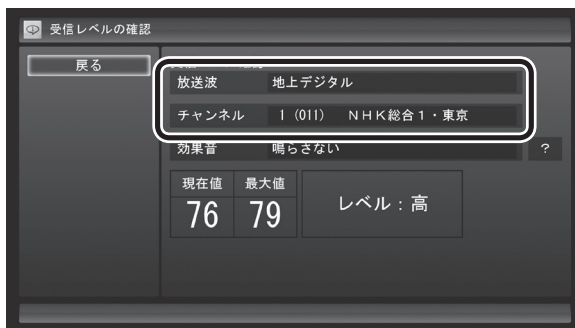 受信レベルの確認
戻る
放送波 地上デジタル
チャンネル 1 (011) NHK総合1・東京
効果音 鳴らさない ?
現在値 最大値
76 79 レベル:高